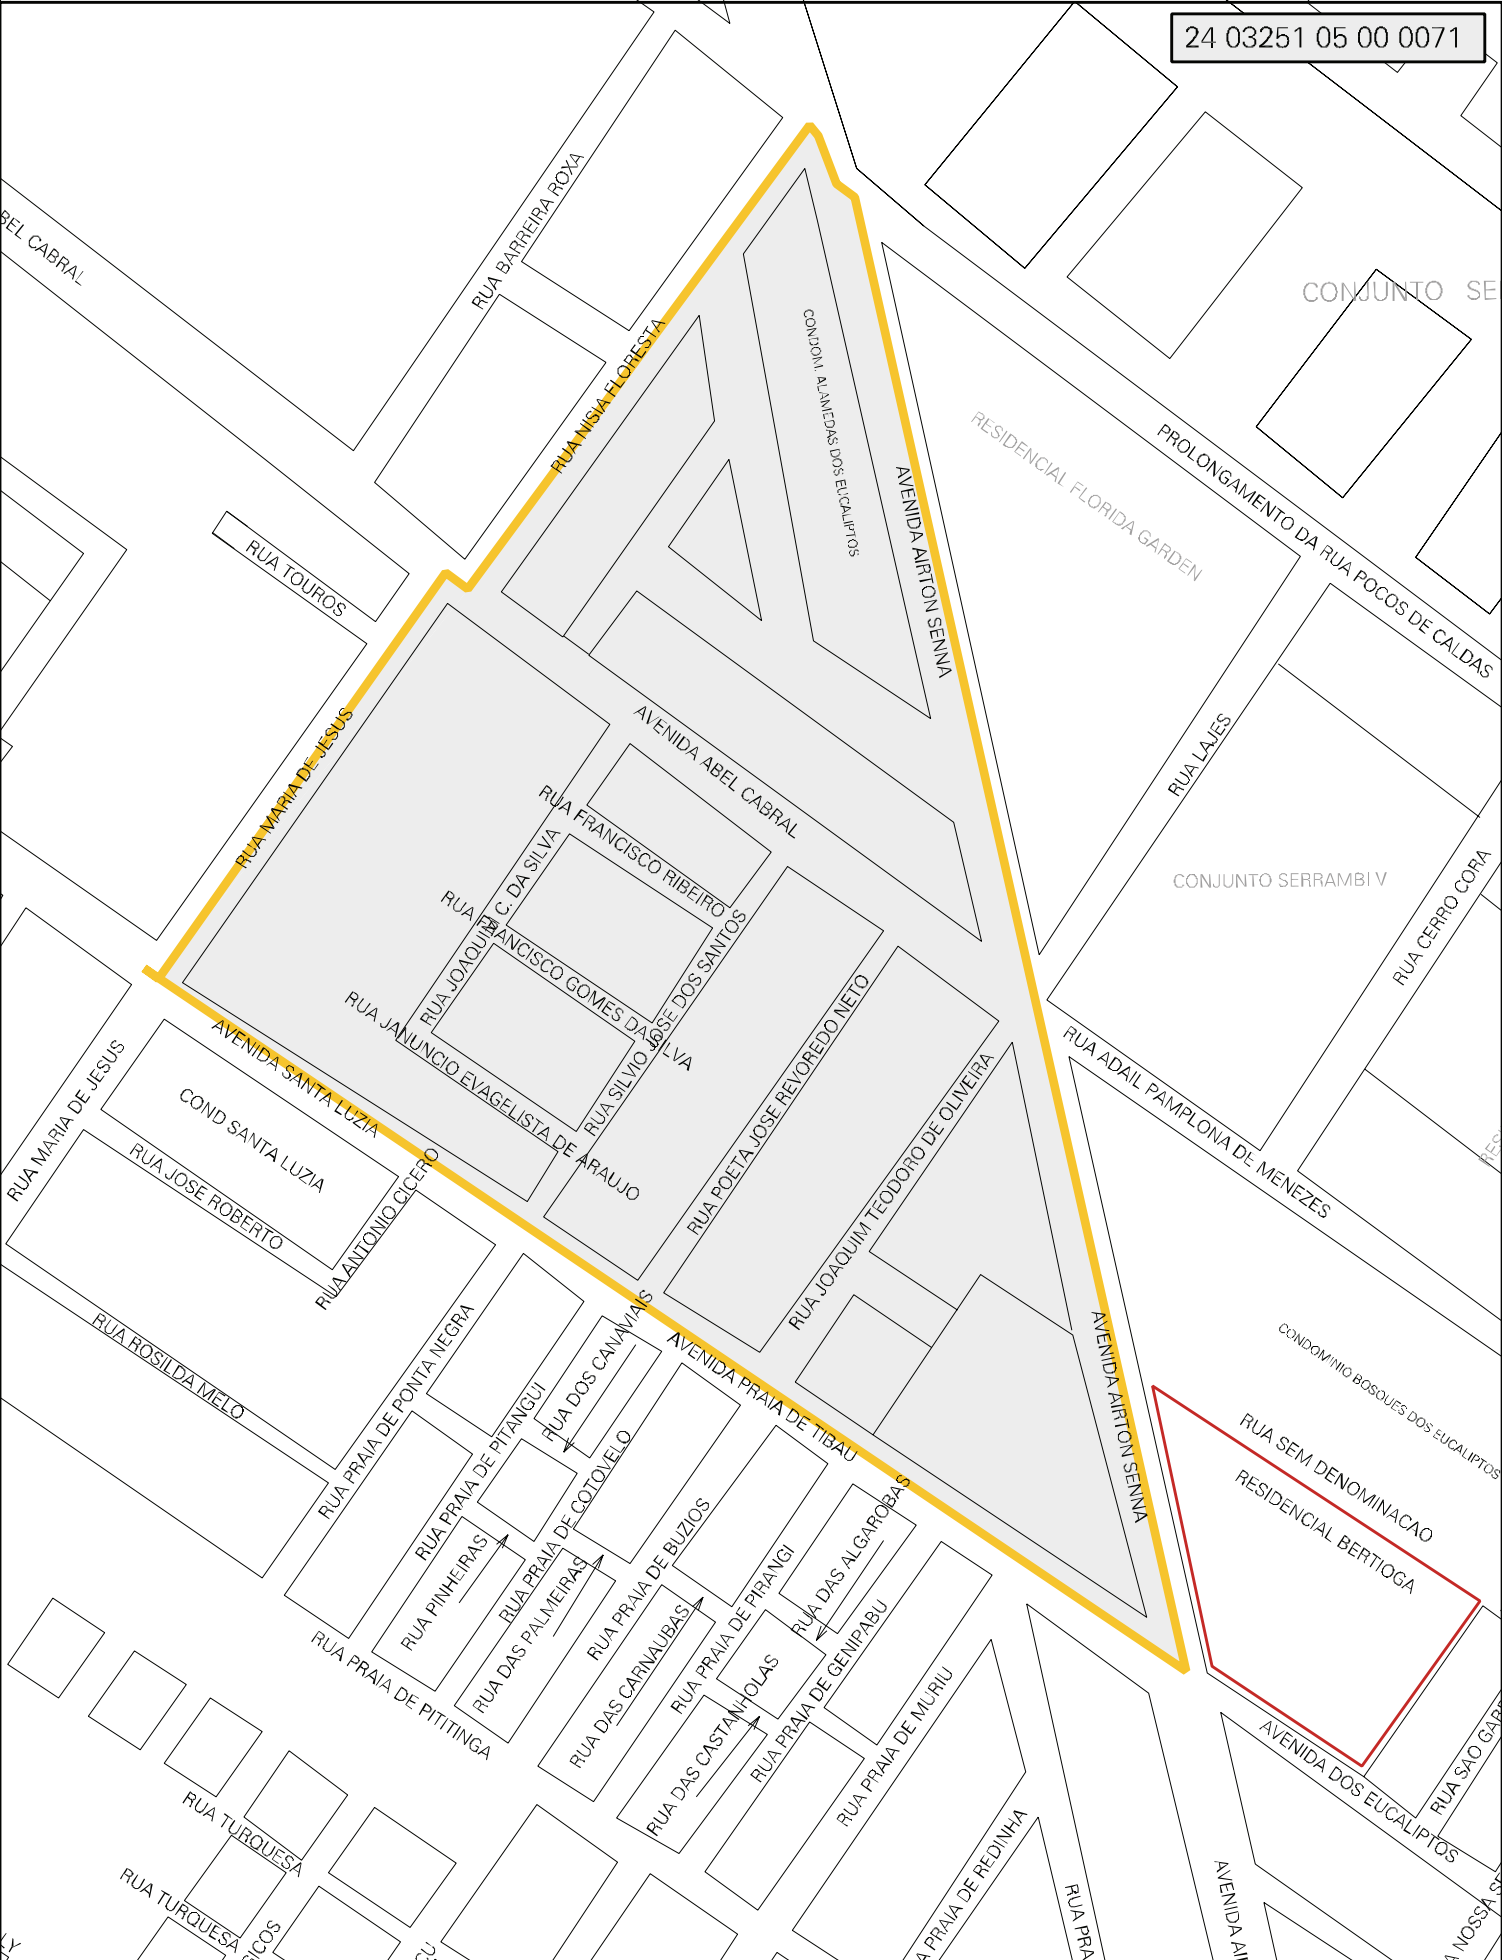 24 03251 05 00 0071
RUA BARREIRA ROXA
BEL CABRAL
CONJUNTO SE
RUA NISIA FLORESTA
CONDOM. ALAMEDAS DOS EUCALIPTOS
RESIDENCIAL FLORIDA GARDEN
PROLONGAMENTO DA RUA POCOS DE CALDAS
AVENIDA AIRTON SENNA
RUA TOUROS
RUA MARIA DE JESUS
AVENIDA ABEL CABRAL
RUA LAJES
RUA FRANCISCO RIBEIRO
RUA JOAQUIM C. DA SILVA
CONJUNTO SERRAMBI V
RUA CERRO CORA
RUA FRANCISCO GOMES DA SILVA
RUA SILVIO JOSE DOS SANTOS
RUA JANUNCIO EVAGELISTA DE ARAUJO
RUA POETA JOSE REVOREDO NETO
RUA JOAQUIM TEODORO DE OLIVEIRA
RUA ADAIL PAMPLONA DE MENEZES
RES
AVENIDA SANTA LUZIA
RUA MARIA DE JESUS
COND SANTA LUZIA
RUA JOSE ROBERTO
RUA ANTONIO CICERO
RUA ROSILDA MELO
RUA PRAIA DE PONTA NEGRA
RUA DOS CANAVIAIS
AVENIDA PRAIA DE TIBAU
AVENIDA AIRTON SENNA
CONDOMINIO BOSQUES DOS EUCALIPTOS
RUA SEM DENOMINACAO
RESIDENCIAL BERTIOGA
RUA PRAIA DE PITANGUI
RUA PRAIA DE COTOVELO
RUA PINHEIRAS
RUA DAS PALMEIRAS
RUA PRAIA DE BUZIOS
RUA DAS CARNAUBAS
RUA PRAIA DE PIRANGI
RUA DAS ALGAROBAS
RUA DAS CASTANHOLAS
RUA PRAIA DE GENIPABU
RUA PRAIA DE MURIU
RUA PRAIA DE PITITINGA
AVENIDA DOS EUCALIPTOS
RUA SAO GAB
RUA TURQUESA
RUA TURQUESA
A PRAIA DE REDINHA
RUA PRA
AVENIDA AI
A NOSSA SE
ICOS
LY